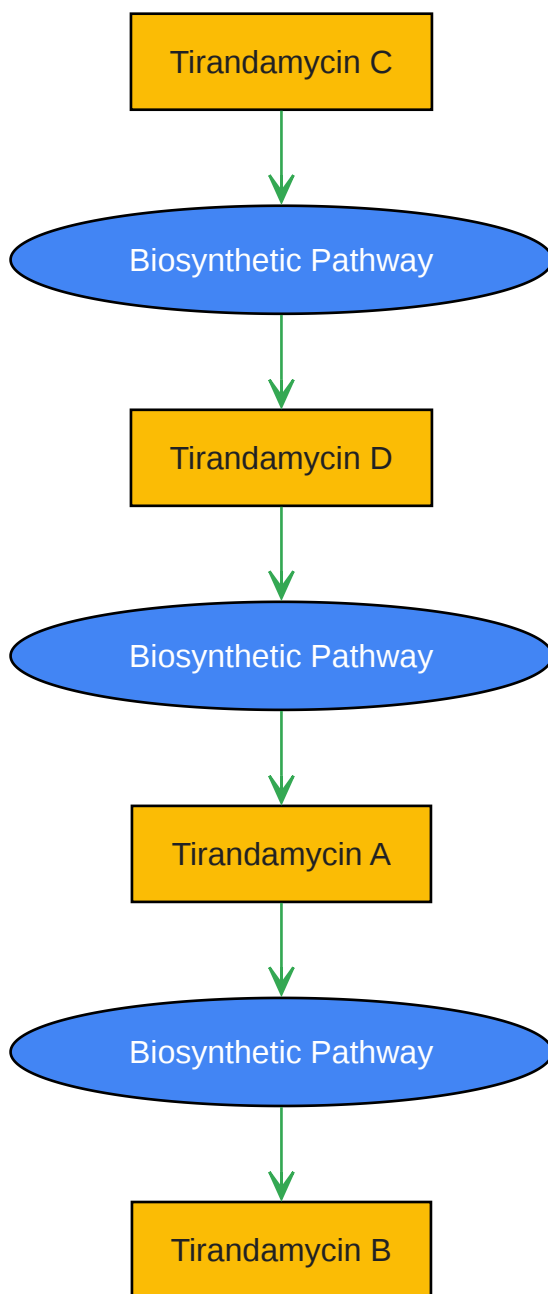 Tirandamycin C
Biosynthetic Pathway
Tirandamycin D
Biosynthetic Pathway
Tirandamycin A
Biosynthetic Pathway
Tirandamycin B